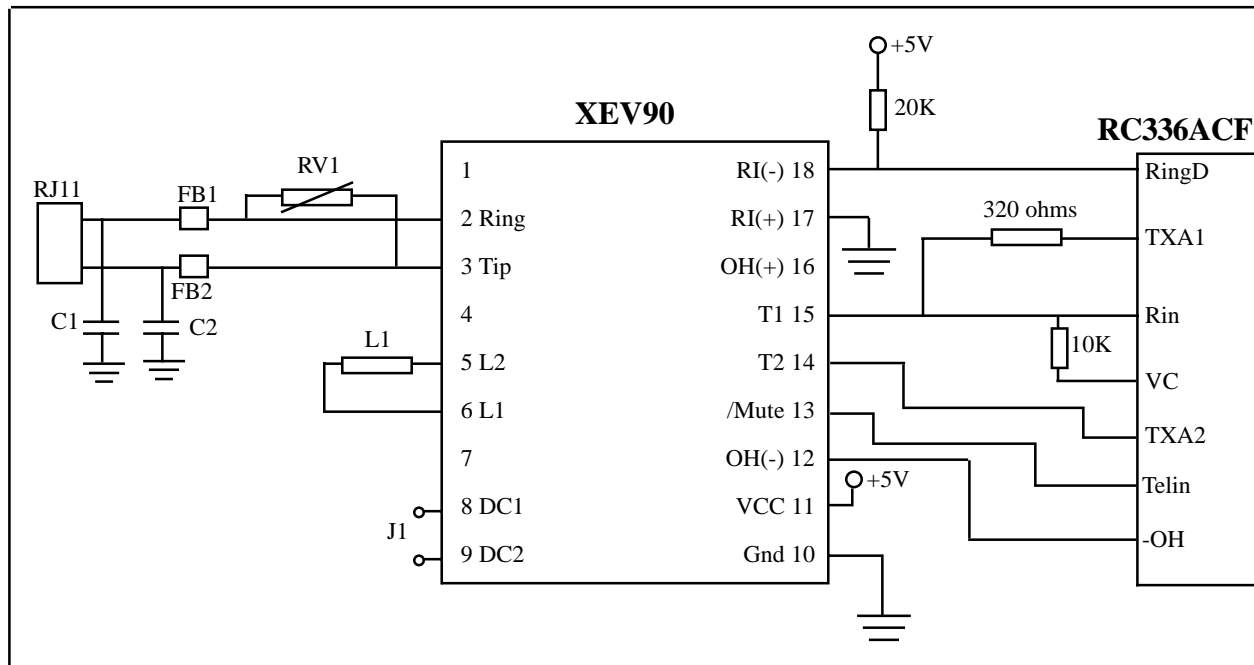 +5V
XEV90
20K
RC336ACF
RV1
RJ11
FB1
1
RI(-) 18
RingD
2 Ring
RI(+) 17
320 ohms
TXA1
3 Tip
OH(+) 16
FB2
C1
C2
4
T1 15
Rin
L1
10K
5 L2
T2 14
VC
6 L1
/Mute 13
TXA2
7
OH(-) 12
+5V
Telin
8 DC1
VCC 11
J1
-OH
9 DC2
Gnd 10